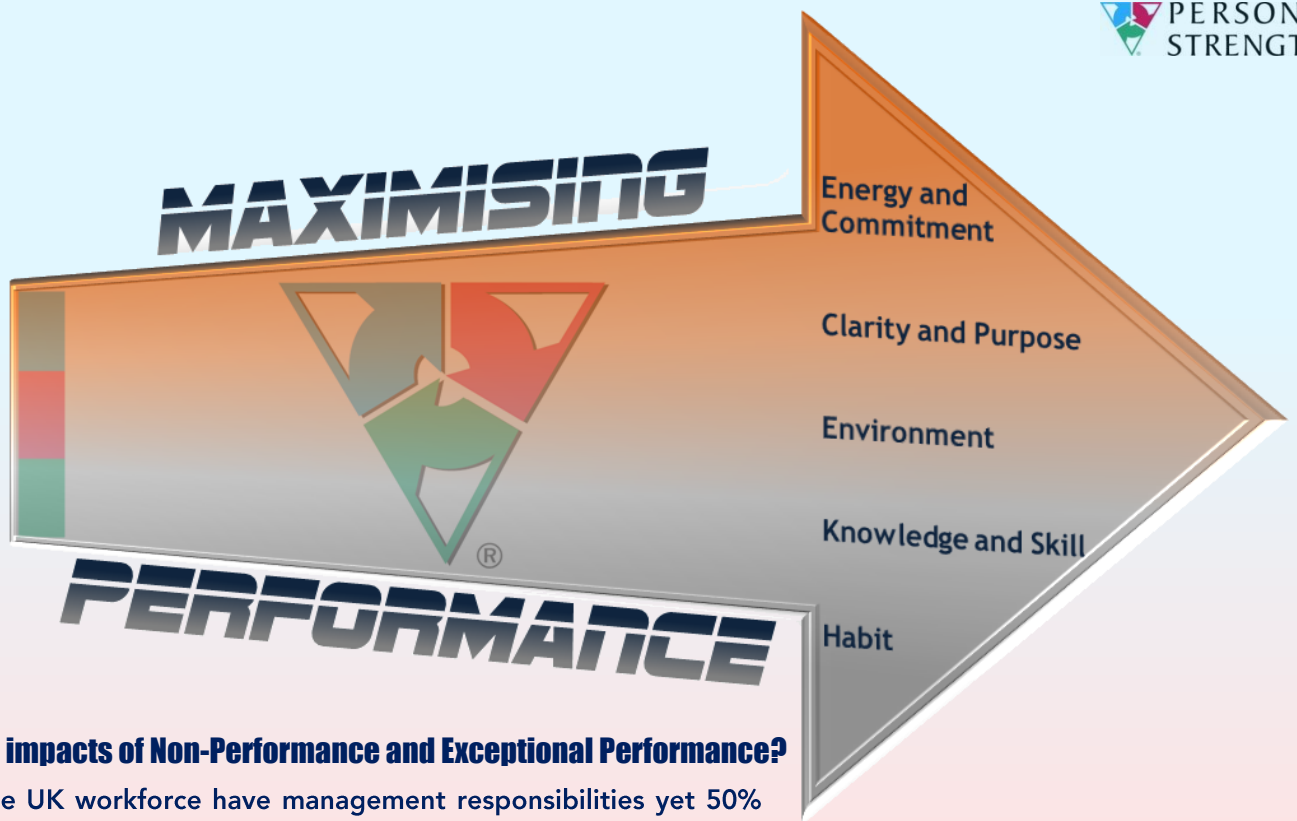 PERSON
STRENGT
MAXIMISING
Energy and
Commitment
Clarity and Purpose
Environment
Knowledge and Skill
Habit
®
PERFORMANCE
impacts of Non-Performance and Exceptional Performance?
e UK workforce have management responsibilities yet 50%